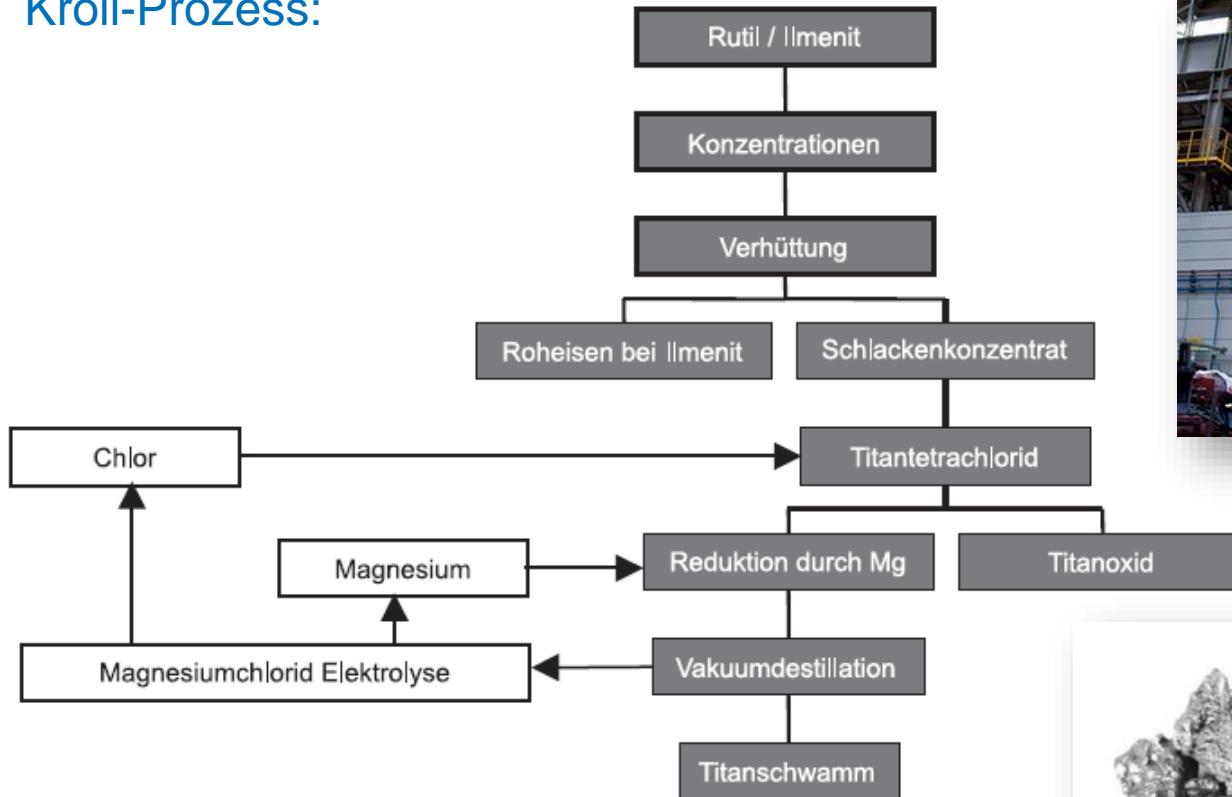 Kroll-Prozess:
Rutil / Ilmenit
Konzentrationen
Verhüttung
Roheisen bei Ilmenit
Schlackenkonzentrat
Chlor
Titantetrachlorid
Magnesium
Reduktion durch Mg
Titanoxid
Magnesiumchlorid Elektrolyse
Vakuumdestillation
Titanschwamm